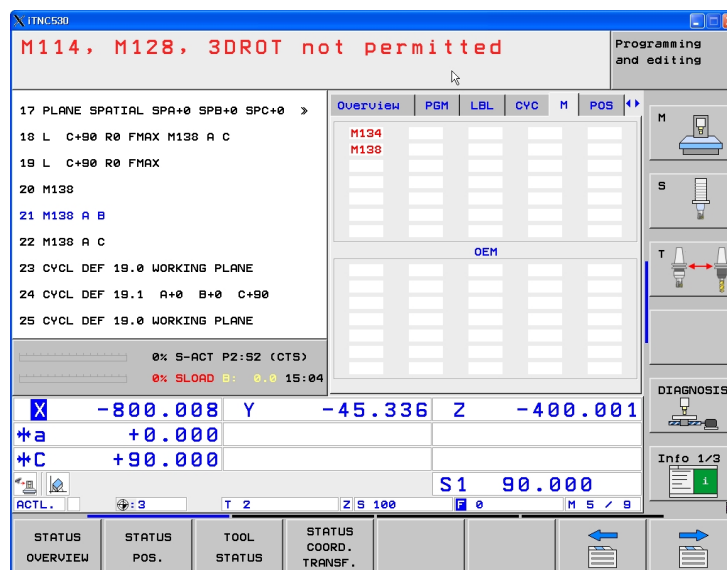 iTNC530
M114, M128, 3DROT not permitted
Programming
and editing
17 PLANE SPATIAL SPA+0 SPB+0 SPC+0 »
18 L C+90 R0 FMAX M138 A C
19 L C+90 R0 FMAX
20 M138
21 M138 A B
22 M138 A C
23 CYCL DEF 19.0 WORKING PLANE
24 CYCL DEF 19.1 A+0 B+0 C+90
25 CYCL DEF 19.0 WORKING PLANE
Overview PGM LBL CYC M POS
M134
M138
OEM
0% S-ACT P2:S2 (CTS)
0% SLOAD B: 0.0 15:04
X -800.008 Y -45.336 Z -400.001
a +0.000
C +90.000
S1 90.000
ACTL. :3 T 2 Z S 100 F 0 M 5 / 9
M
S
T
DIAGNOSIS
Info 1/3
i
STATUS
OVERVIEW
STATUS
POS.
TOOL
STATUS
STATUS
COORD.
TRANSF.